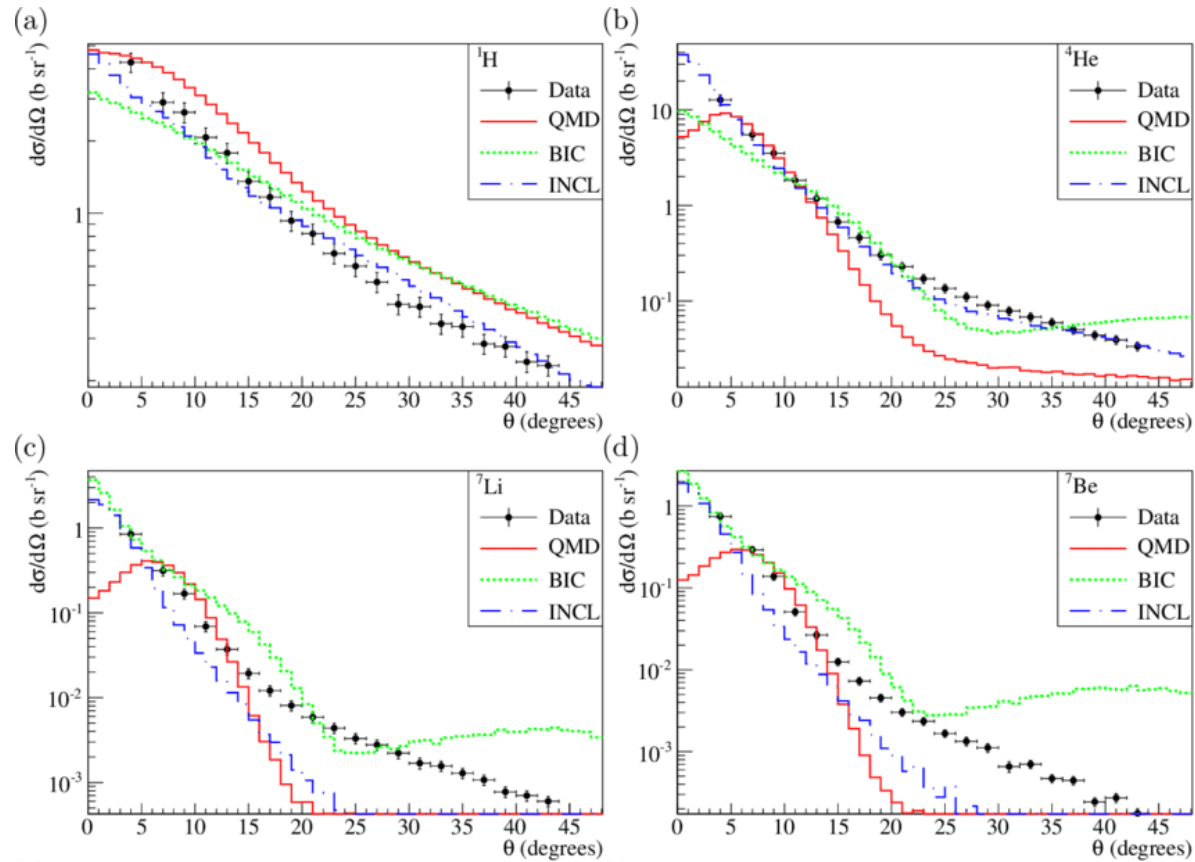 (a)
dσ/dΩ (b sr⁻¹)
1
¹H
Data
QMD
BIC
INCL
0 5 10 15 20 25 30 35 40 45
θ (degrees)
(b)
dσ/dΩ (b sr⁻¹)
10
1
10⁻¹
⁴He
Data
QMD
BIC
INCL
0 5 10 15 20 25 30 35 40 45
θ (degrees)
(c)
dσ/dΩ (b sr⁻¹)
1
10⁻¹
10⁻²
10⁻³
⁷Li
Data
QMD
BIC
INCL
0 5 10 15 20 25 30 35 40 45
θ (degrees)
(d)
dσ/dΩ (b sr⁻¹)
1
10⁻¹
10⁻²
10⁻³
⁷Be
Data
QMD
BIC
INCL
0 5 10 15 20 25 30 35 40 45
θ (degrees)